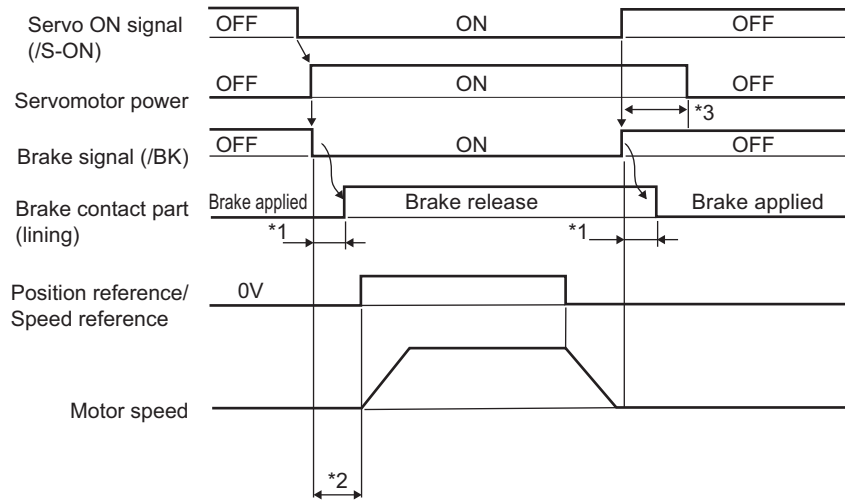 Servo ON signal
(/S-ON)
OFF
ON
OFF
Servomotor power
OFF
ON
OFF
*3
Brake signal (/BK)
OFF
ON
OFF
Brake contact part
(lining)
Brake applied
Brake release
Brake applied
*1
*1
Position reference/
Speed reference
0V
Motor speed
*2